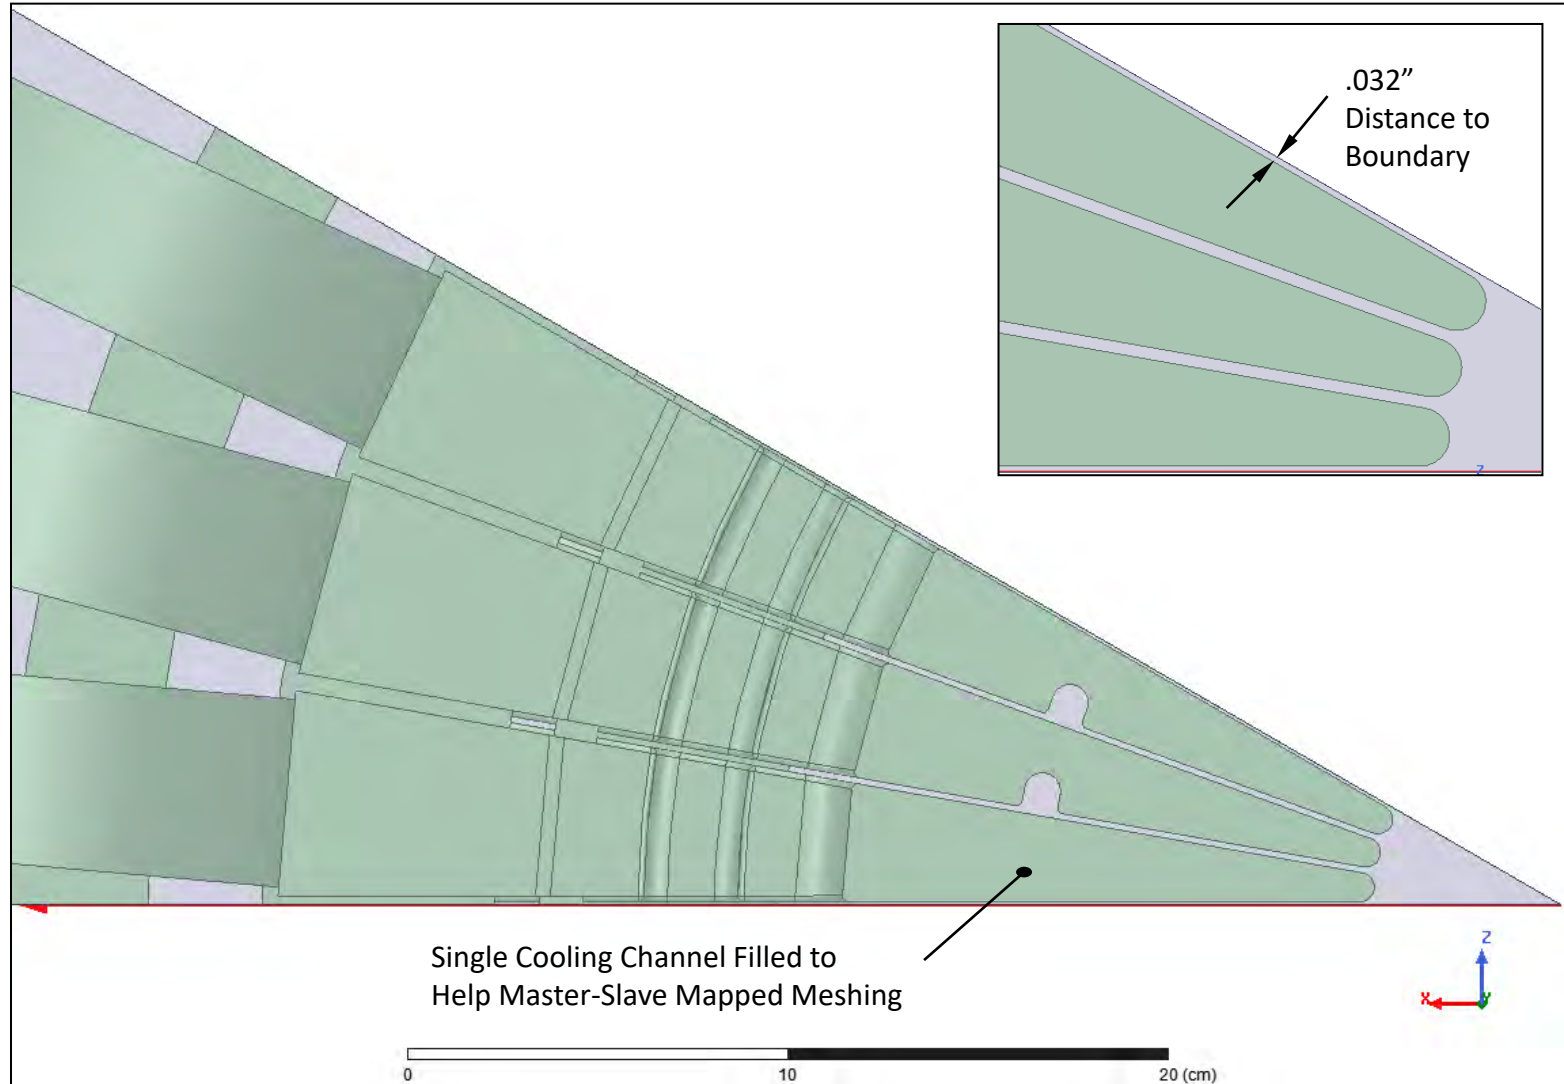 .032”
Distance to
Boundary
Z
Single Cooling Channel Filled to
Help Master-Slave Mapped Meshing
Z
X
Y
0
10
20 (cm)